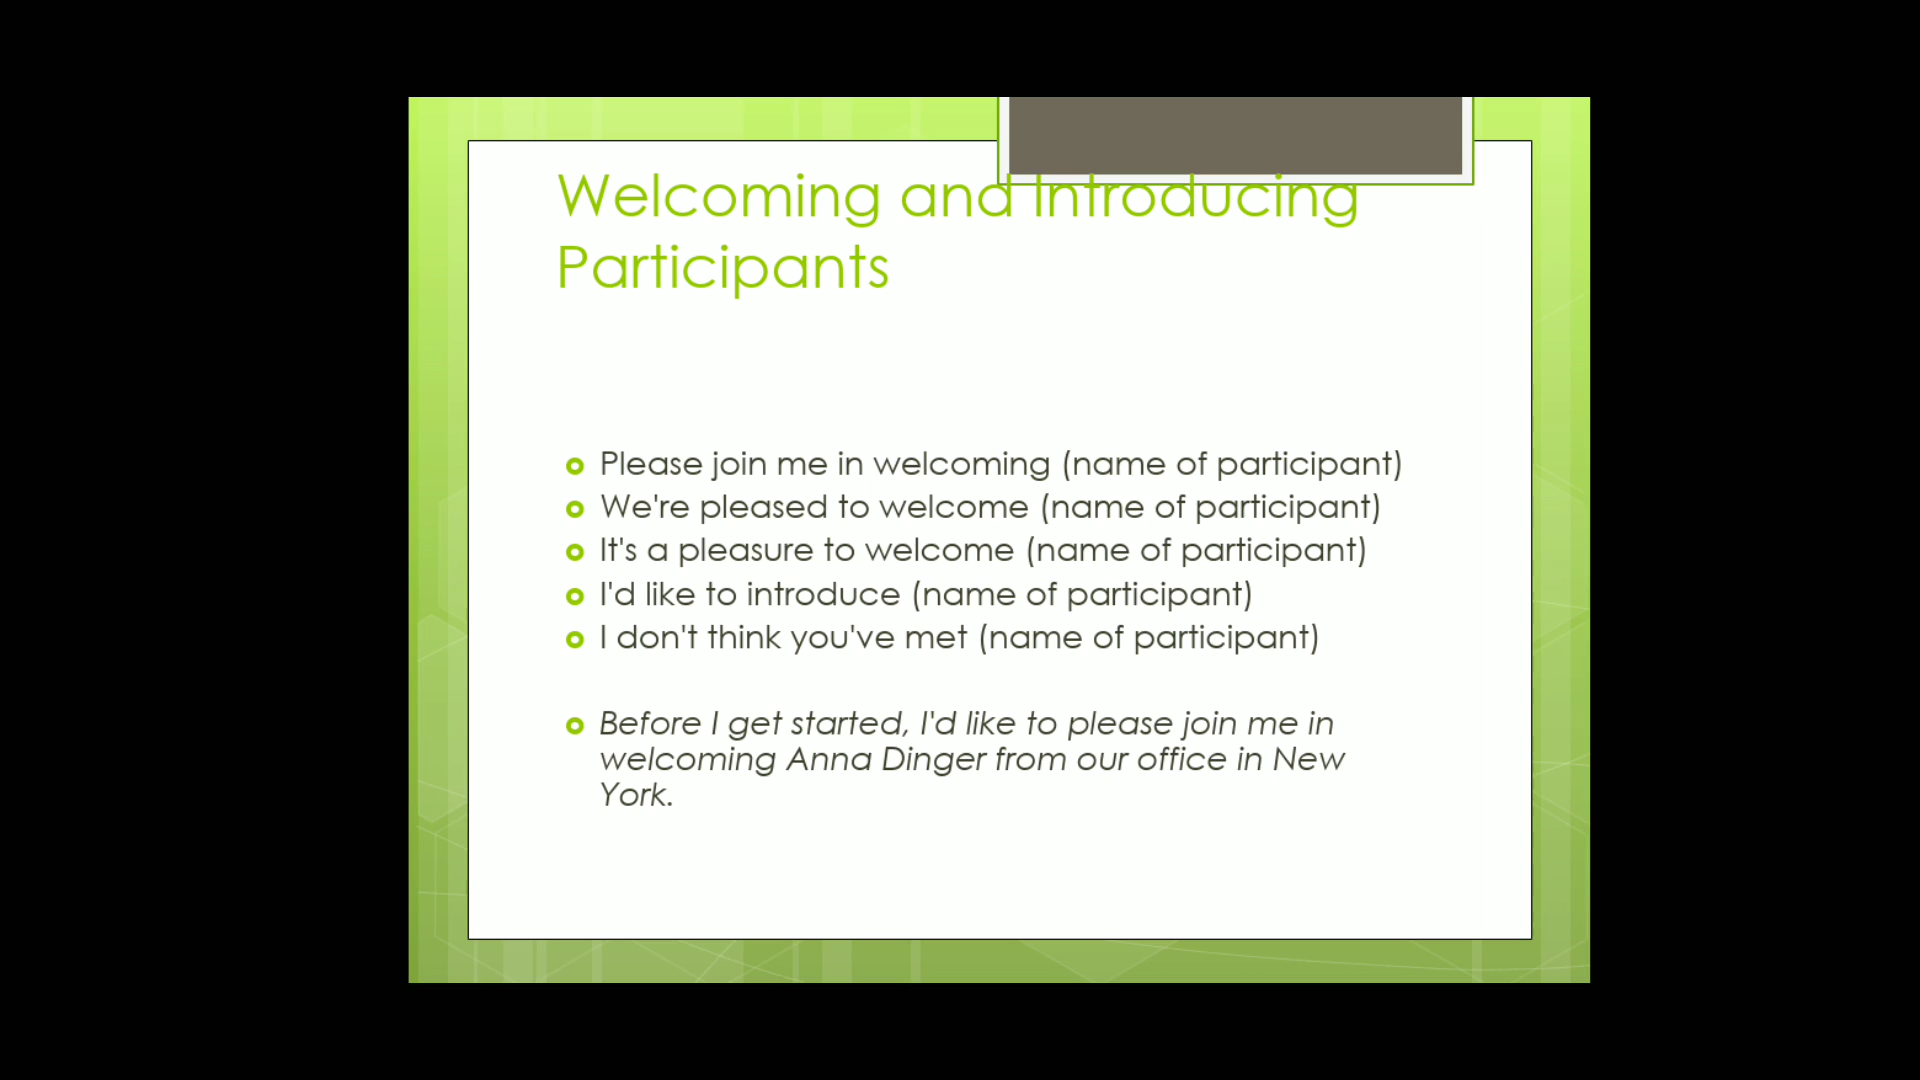 Welcoming and Introducing
Participants
Please join me in welcoming (name of participant)
We're pleased to welcome (name of participant)
It's a pleasure to welcome (name of participant)
I'd like to introduce (name of participant)
I don't think you've met (name of participant)
Before I get started, I'd like to please join me in
welcoming Anna Dinger from our office in New
York.